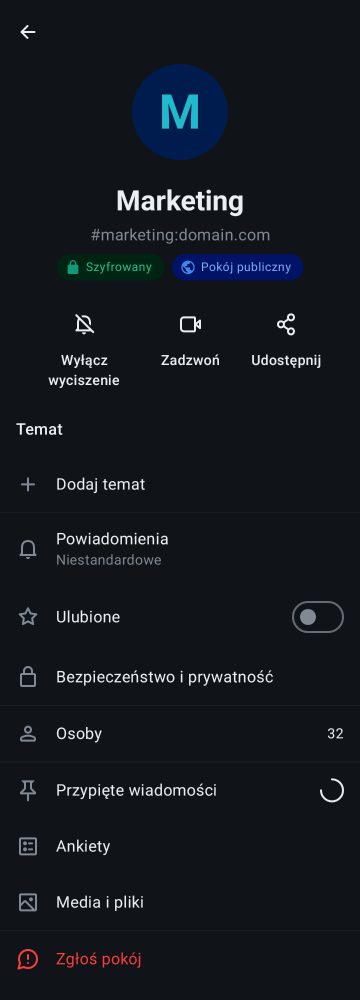 M
Marketing
#marketing:domain.com
Szyfrowany
Pokój publiczny
Wyłącz
wyciszenie
Zadzwoń
Udostępnij
Temat
Dodaj temat
Powiadomienia
Niestandardowe
Ulubione
Bezpieczeństwo i prywatność
Osoby
32
Przypięte wiadomości
Ankiety
Media i pliki
Zgłoś pokój